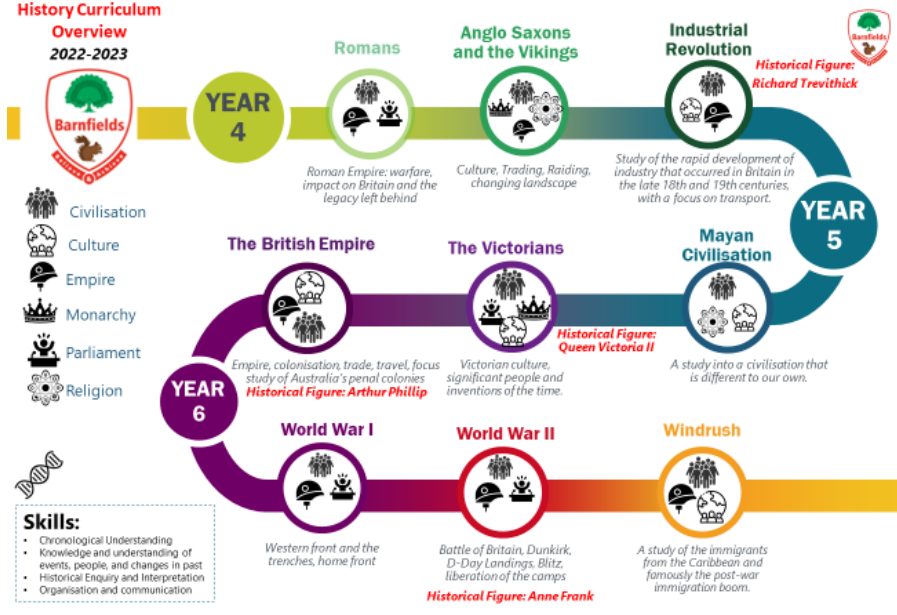 History Curriculum
Overview
2022-2023
Barnfields
YEAR
4
Romans
Roman Empire: warfare,
impact on Britain and the
legacy left behind
Anglo Saxons
and the Vikings
Culture, Trading, Raiding,
changing landscape
Industrial
Revolution
Historical Figure:
Richard Trevithick
Barnfields
Study of the rapid development of
industry that occurred in Britain in
the late 18th and 19th centuries,
with a focus on transport.
YEAR
5
Civilisation
Culture
Empire
Monarchy
Parliament
Religion
The British Empire
Empire, colonisation, trade, travel, focus
study of Australia's penal colonies
Historical Figure: Arthur Phillip
The Victorians
Victorian culture,
significant people and
inventions of the time.
Historical Figure:
Queen Victoria II
Mayan
Civilisation
A study into a civilisation that
is different to our own.
YEAR
6
World War I
Western front and the
trenches, home front
World War II
Battle of Britain, Dunkirk,
D-Day Landings, Blitz,
liberation of the camps
Historical Figure: Anne Frank
Windrush
A study of the immigrants
from the Caribbean and
famously the post-war
immigration boom.
Skills:
• Chronological Understanding
• Knowledge and understanding of
events, people, and changes in past
• Historical Enquiry and Interpretation
• Organisation and communication